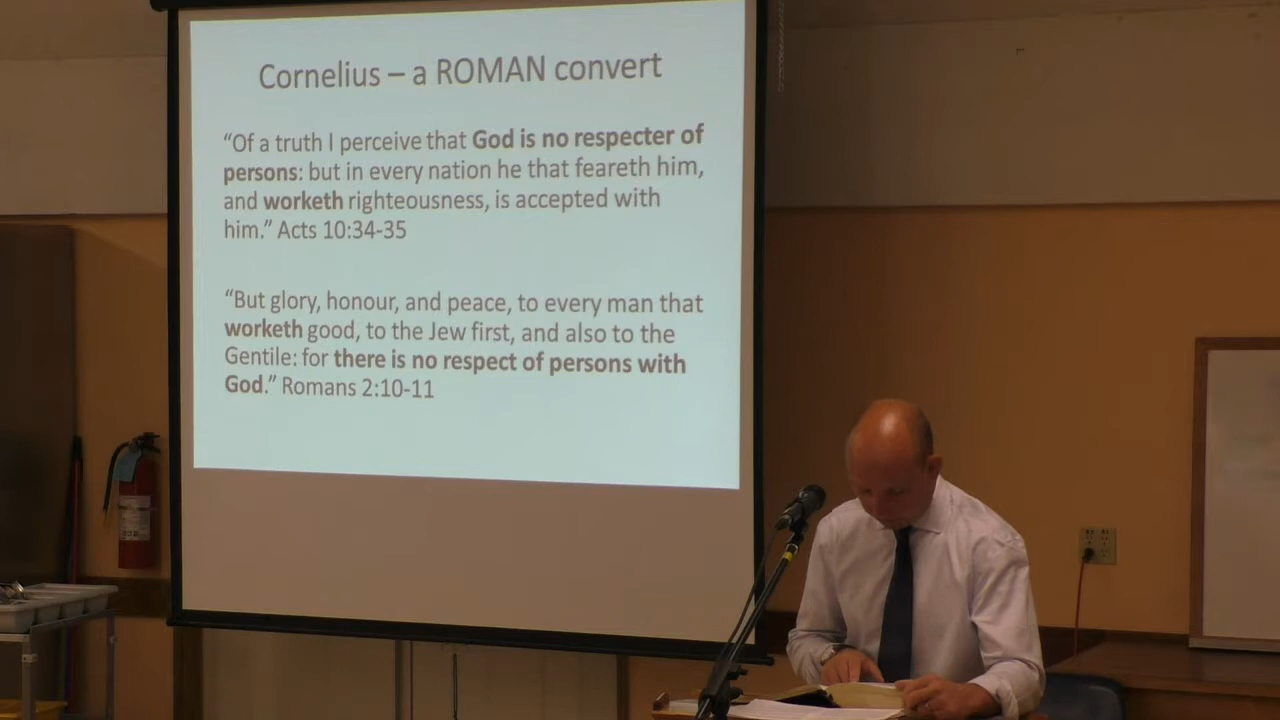 Cornelius – a ROMAN convert
“Of a truth I perceive that God is no respecter of
persons: but in every nation he that feareth him,
and worketh righteousness, is accepted with
him.” Acts 10:34-35
“But glory, honour, and peace, to every man that
worketh good, to the Jew first, and also to the
Gentile: for there is no respect of persons with
God.” Romans 2:10-11